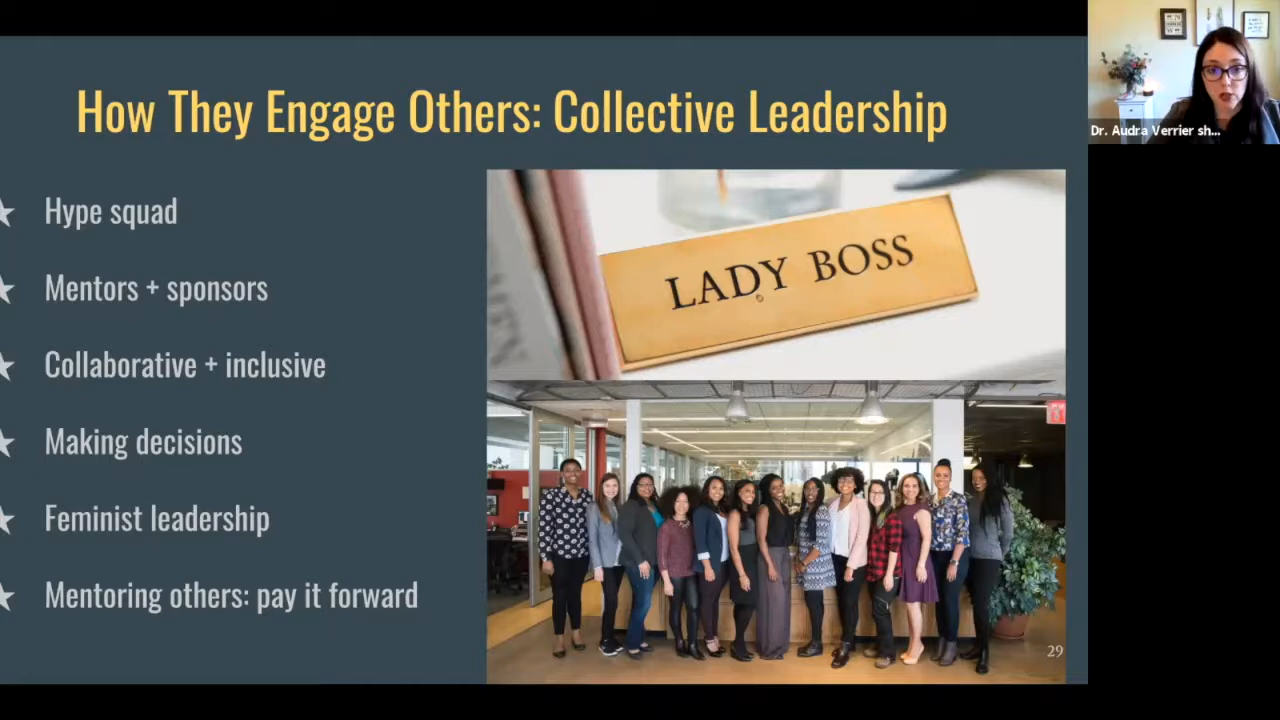 How They Engage Others: Collective Leadership
Hype squad
Mentors + sponsors
Collaborative + inclusive
Making decisions
Feminist leadership
Mentoring others: pay it forward
LADY BOSS
29
Dr. Audra Verrier sh...